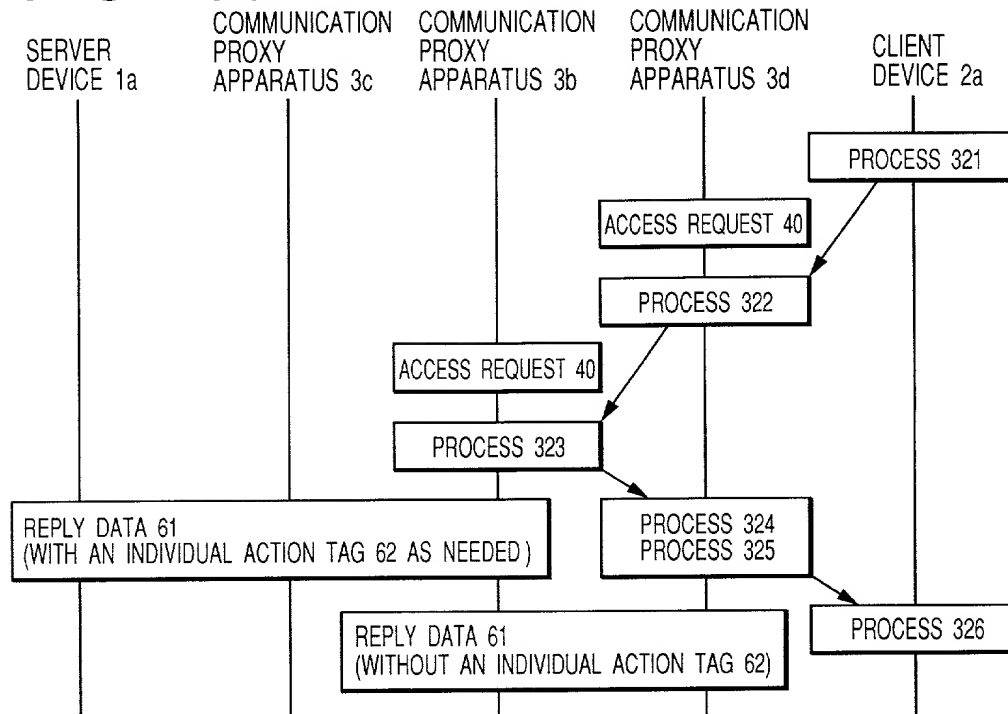 SERVER
DEVICE 1a
COMMUNICATION
PROXY
APPARATUS 3c
COMMUNICATION
PROXY
APPARATUS 3b
COMMUNICATION
PROXY
APPARATUS 3d
CLIENT
DEVICE 2a
PROCESS 321
ACCESS REQUEST 40
PROCESS 322
ACCESS REQUEST 40
PROCESS 323
REPLY DATA 61
(WITH AN INDIVIDUAL ACTION TAG 62 AS NEEDED)
PROCESS 324
PROCESS 325
REPLY DATA 61
(WITHOUT AN INDIVIDUAL ACTION TAG 62)
PROCESS 326